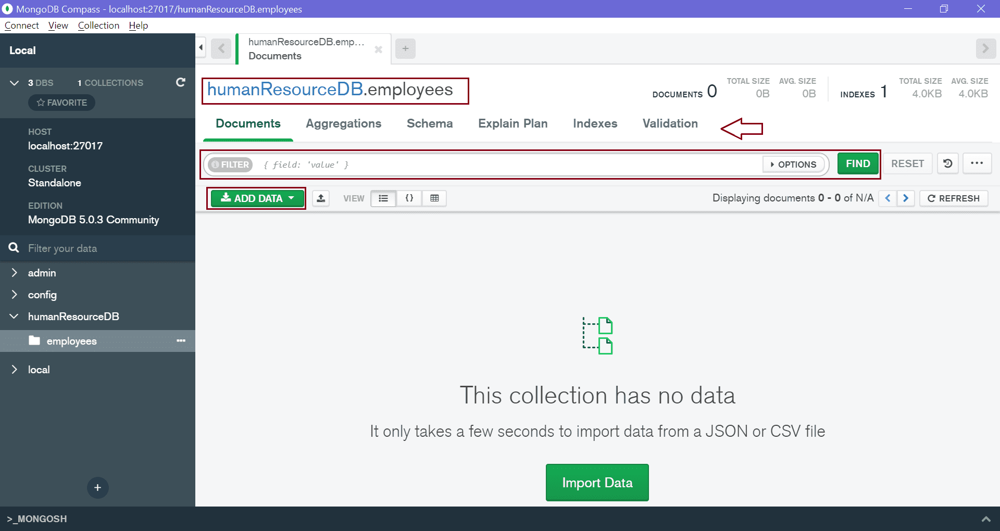 MongoDB Compass - localhost:27017/humanResourceDB.employees
Connect View Collection Help
Local
3 DBS 1 COLLECTIONS
FAVORITE
HOST
localhost:27017
CLUSTER
Standalone
EDITION
MongoDB 5.0.3 Community
Filter your data
admin
config
humanResourceDB
employees
local
+
humanResourceDB.emp...
Documents
+
humanResourceDB.employees
DOCUMENTS 0
TOTAL SIZE AVG. SIZE
0B 0B
INDEXES 1
TOTAL SIZE AVG. SIZE
4.0KB 4.0KB
Documents Aggregations Schema Explain Plan Indexes Validation
FILTER { field: 'value' } OPTIONS FIND RESET ...
ADD DATA VIEW {} Displaying documents 0 - 0 of N/A REFRESH
This collection has no data
It only takes a few seconds to import data from a JSON or CSV file
Import Data
>_MONGOSH